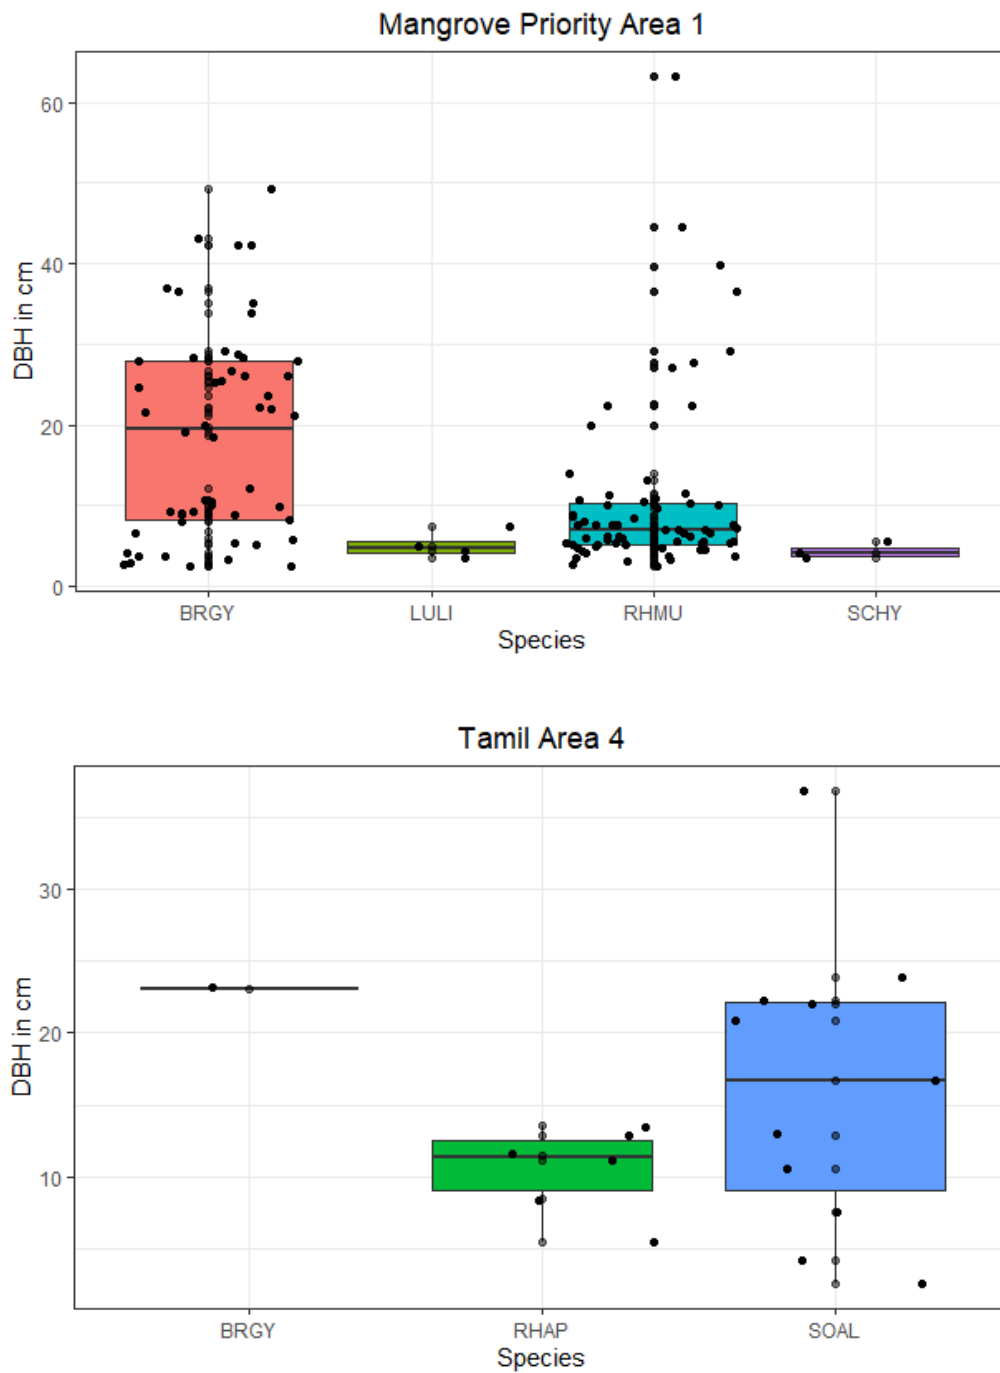 Mangrove Priority Area 1
60
40
20
0
DBH in cm
BRGY LULI RHMU SCHY
Species
Tamil Area 4
30
20
10
DBH in cm
BRGY RHAP SOAL
Species